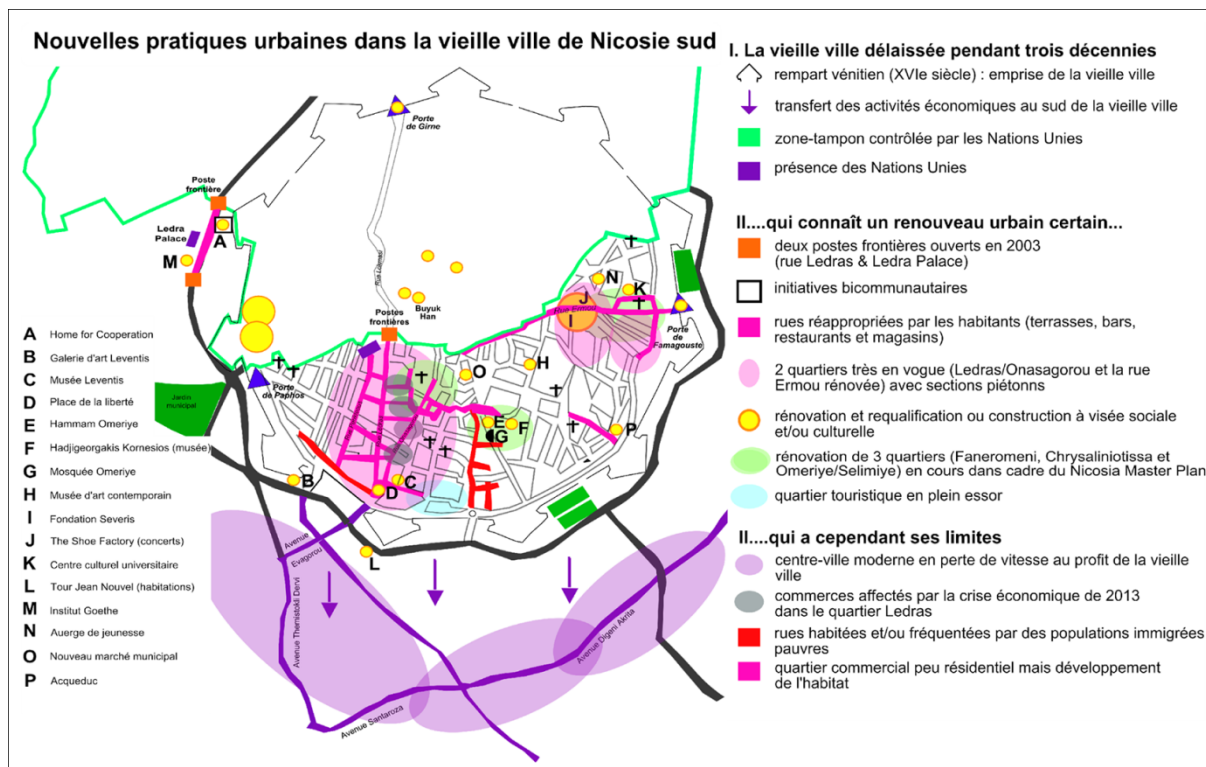 Nouvelles pratiques urbaines dans la vieille ville de Nicosie sud
Porte
de Girne
Poste
frontière
Ledra
Palace
A
M
Rue Ledras
Buyuk
Han
Postes
frontières
Jardin
municipal
Porte
de Paphos
N
K
J
Rue Ermou
I
Porte
de
Famagouste
H
O
E
F
G
P
B
C
D
L
Avenue
Evagorou
Avenue Themistokli Dervi
Avenue Santaroza
Avenue Digeni Akrita
A Home for Cooperation
B Galerie d'art Leventis
C Musée Leventis
D Place de la liberté
E Hammam Omeriye
F Hadjigeorgakis Kornesios (musée)
G Mosquée Omeriye
H Musée d'art contemporain
I Fondation Severis
J The Shoe Factory (concerts)
K Centre culturel universitaire
L Tour Jean Nouvel (habitations)
M Institut Goethe
N Auerge de jeunesse
O Nouveau marché municipal
P Acqueduc
I. La vieille ville délaissée pendant trois décennies
rempart vénitien (XVIe siècle) : emprise de la vieille ville
transfert des activités économiques au sud de la vieille ville
zone-tampon contrôlée par les Nations Unies
présence des Nations Unies
II....qui connaît un renouveau urbain certain...
deux postes frontières ouverts en 2003
(rue Ledras & Ledra Palace)
initiatives bicommunautaires
rues réappropriées par les habitants (terrasses, bars,
restaurants et magasins)
2 quartiers très en vogue (Ledras/Onasagorou et la rue
Ermou rénovée) avec sections piétonns
rénovation et requalification ou construction à visée sociale
et/ou culturelle
rénovation de 3 quartiers (Faneromeni, Chrysaliniotissa et
Omeriye/Selimiye) en cours dans cadre du Nicosia Master Plan
quartier touristique en plein essor
II....qui a cependant ses limites
centre-ville moderne en perte de vitesse au profit de la vieille
ville
commerces affectés par la crise économique de 2013
dans le quartier Ledras
rues habitées et/ou fréquentées par des populations immigrées
pauvres
quartier commercial peu résidentiel mais développement
de l'habitat